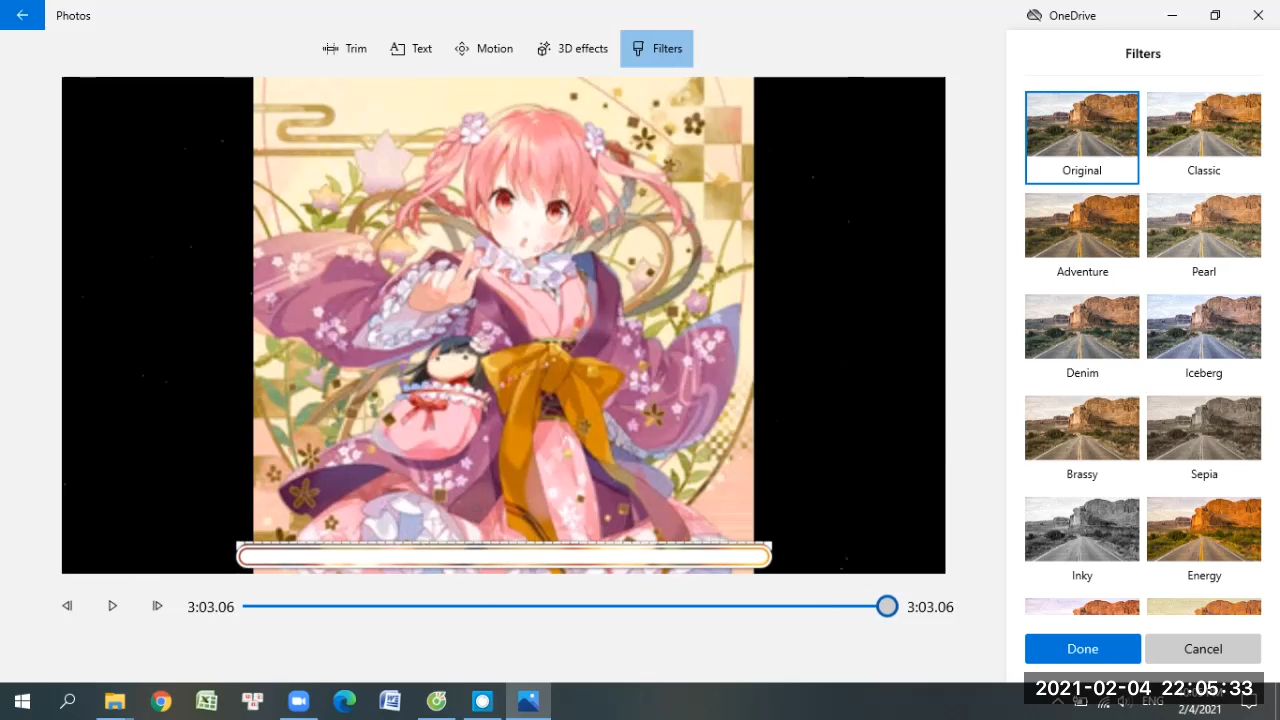 Photos
OneDrive
Trim
Text
Motion
3D effects
Filters
Filters
Original
Classic
Adventure
Pearl
Denim
Iceberg
Brassy
Sepia
Inky
Energy
3:03.06
3:03.06
Done
Cancel
2021-02-04 22:05:33
ENG
2/4/2021